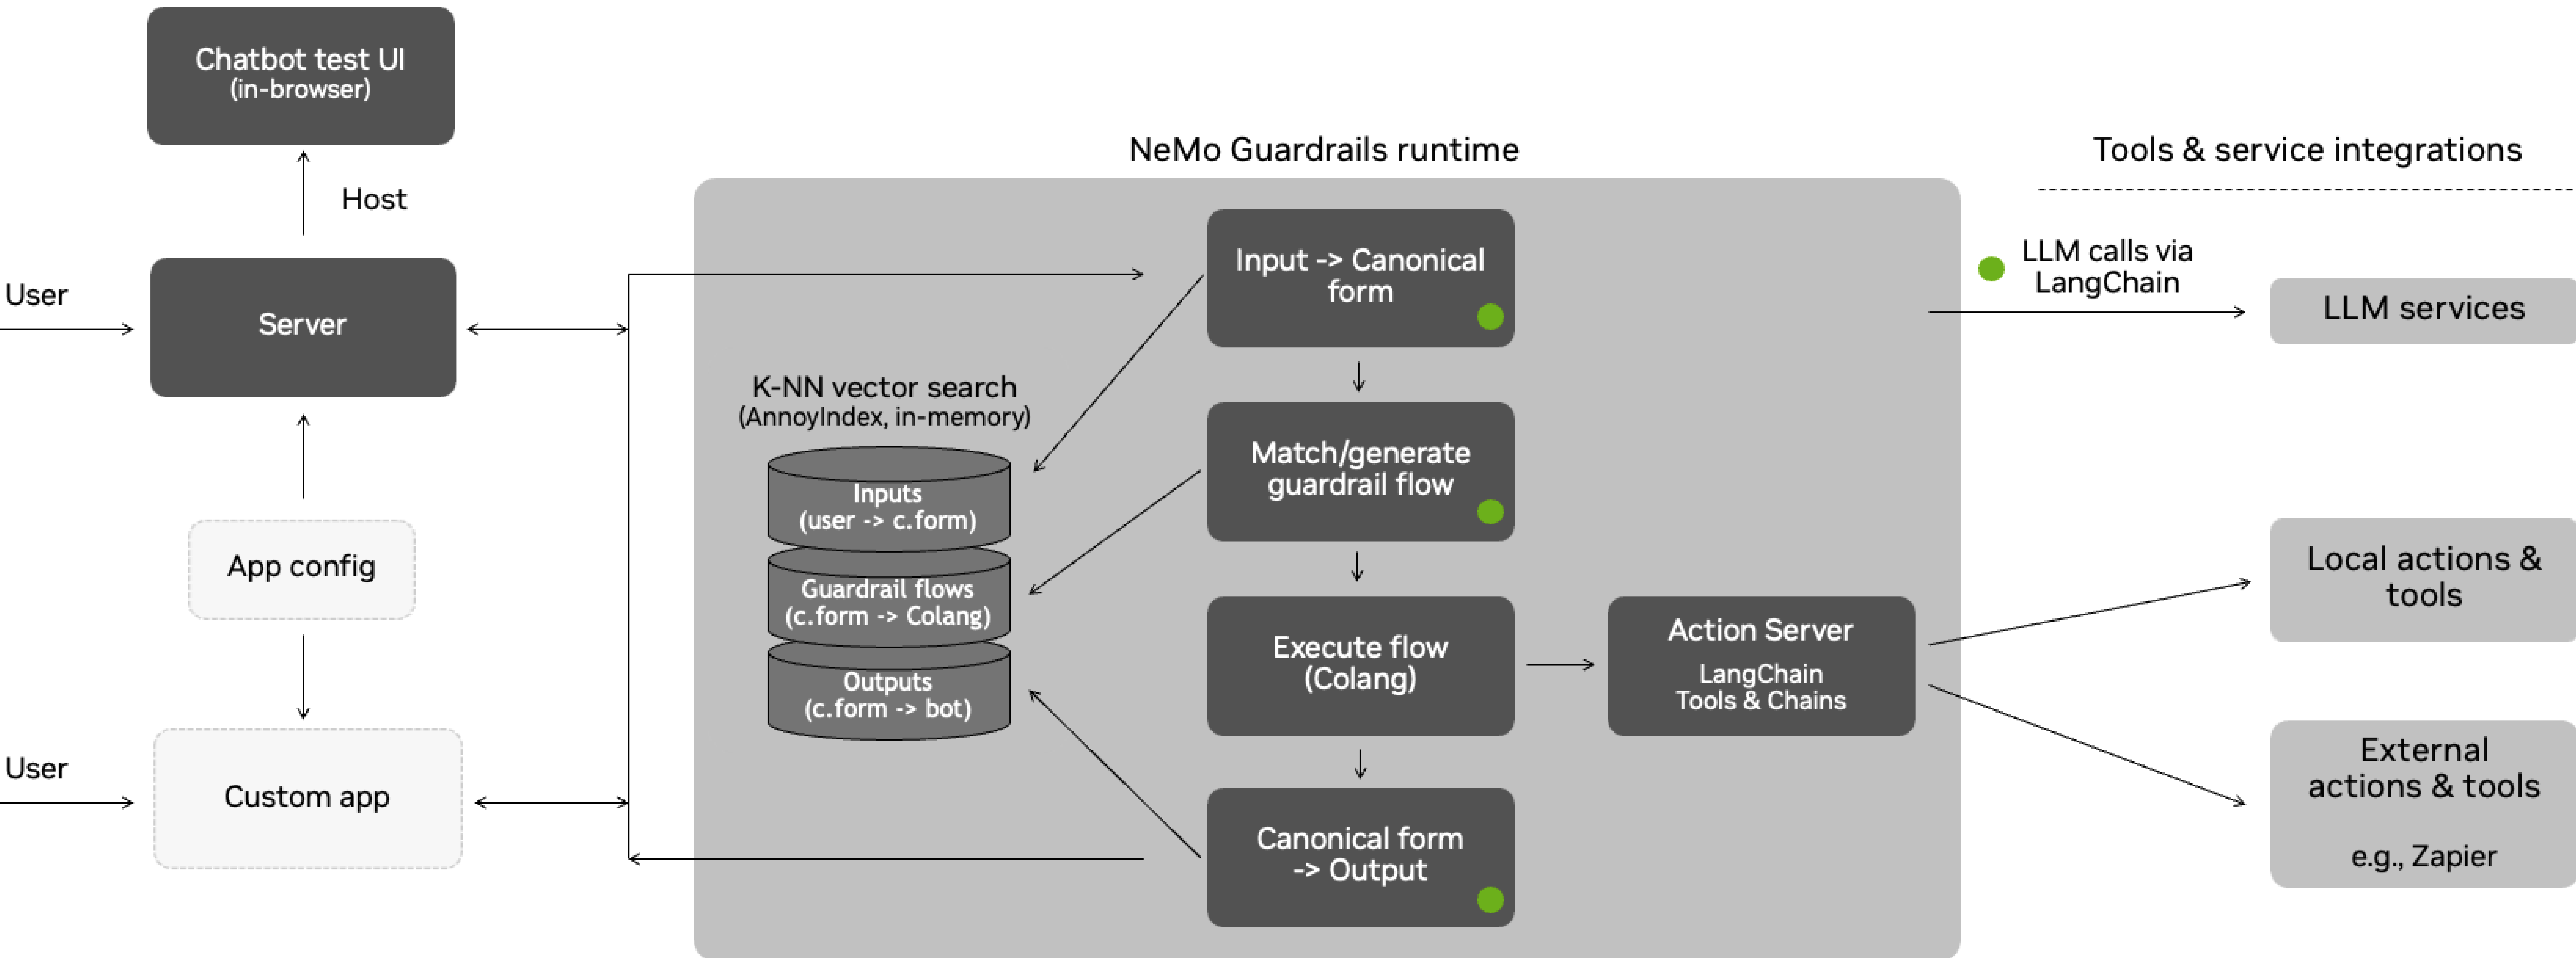 Chatbot test UI
(in-browser)
Host
User
Server
App config
User
Custom app
NeMo Guardrails runtime
K-NN vector search
(AnnoyIndex, in-memory)
Inputs
(user -> c.form)
Guardrail flows
(c.form -> Colang)
Outputs
(c.form -> bot)
Input -> Canonical
form
Match/generate
guardrail flow
Execute flow
(Colang)
Canonical form
-> Output
Action Server
LangChain
Tools & Chains
Tools & service integrations
LLM calls via
LangChain
LLM services
Local actions &
tools
External
actions & tools
e.g., Zapier